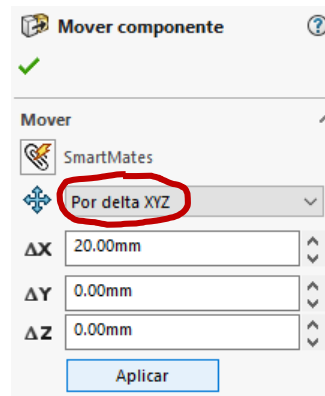 Mover componente
Mover
SmartMates
Por delta XYZ
ΔX 20.00mm
ΔY 0.00mm
ΔZ 0.00mm
Aplicar